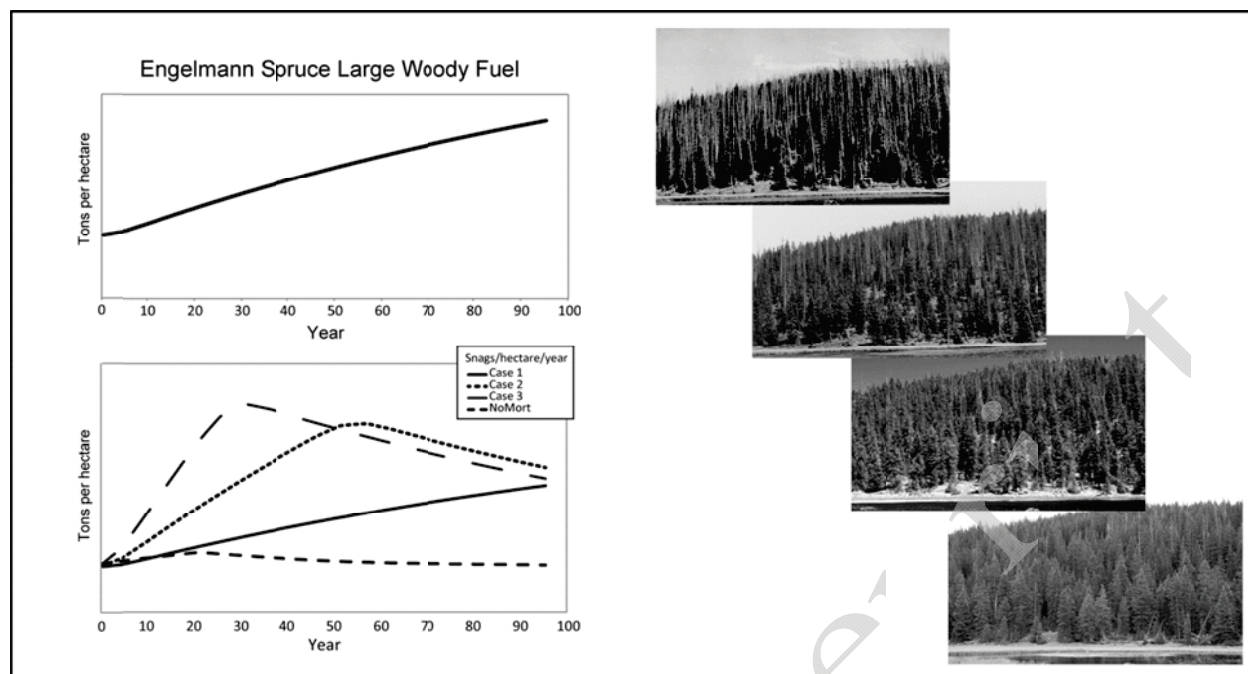 Engelmann Spruce Large Woody Fuel
Tons per hectare
0 10 20 30 40 50 60 70 80 90 100
Year
Snags/hectare/year
Case 1
Case 2
Case 3
NoMort
Tons per hectare
0 10 20 30 40 50 60 70 80 90 100
Year